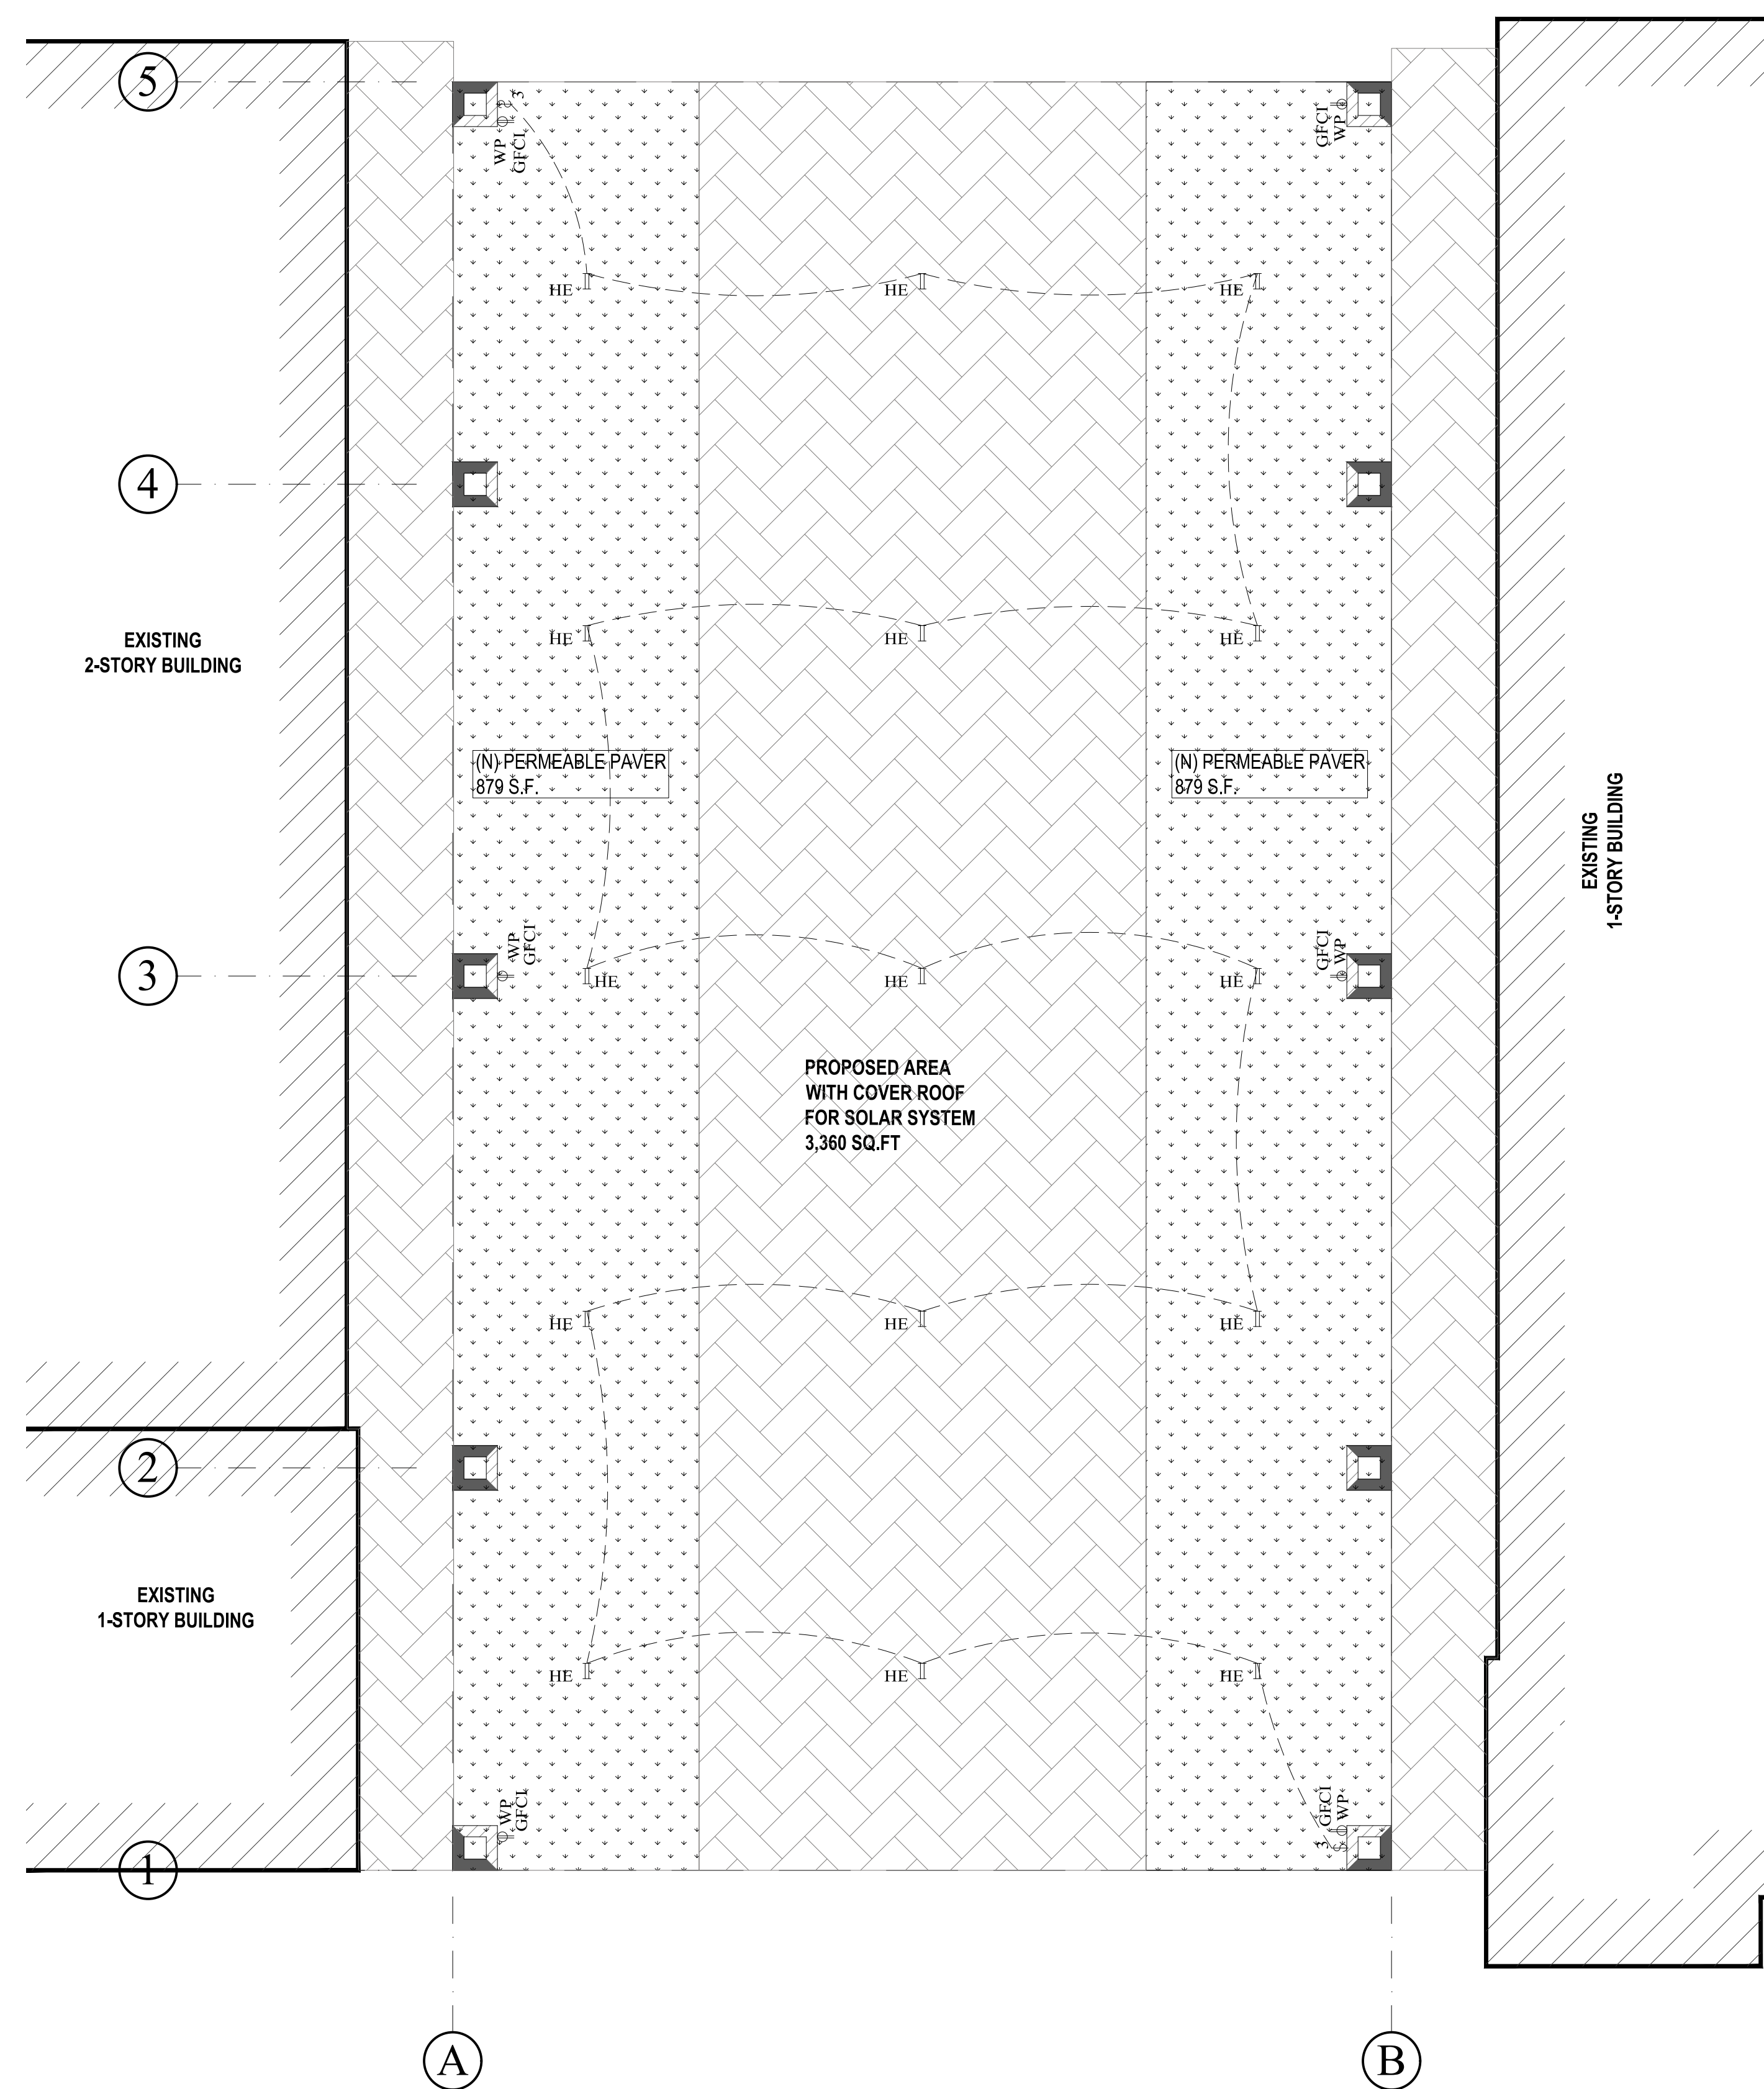 5
3
WP
GFCI
GFCI
WP
HE
HE
HE
4
HE
HE
HE
EXISTING
2-STORY BUILDING
(N) PERMEABLE PAVER
879 S.F.
(N) PERMEABLE PAVER
879 S.F.
EXISTING
1-STORY BUILDING
WP
GFCI
GFCI
WP
3
HE
HE
HE
PROPOSED AREA
WITH COVER ROOF
FOR SOLAR SYSTEM
3,360 SQ.FT
HE
HE
HE
2
EXISTING
1-STORY BUILDING
HE
HE
HE
WP
GFCI
GFCI
WP
3
1
A
B